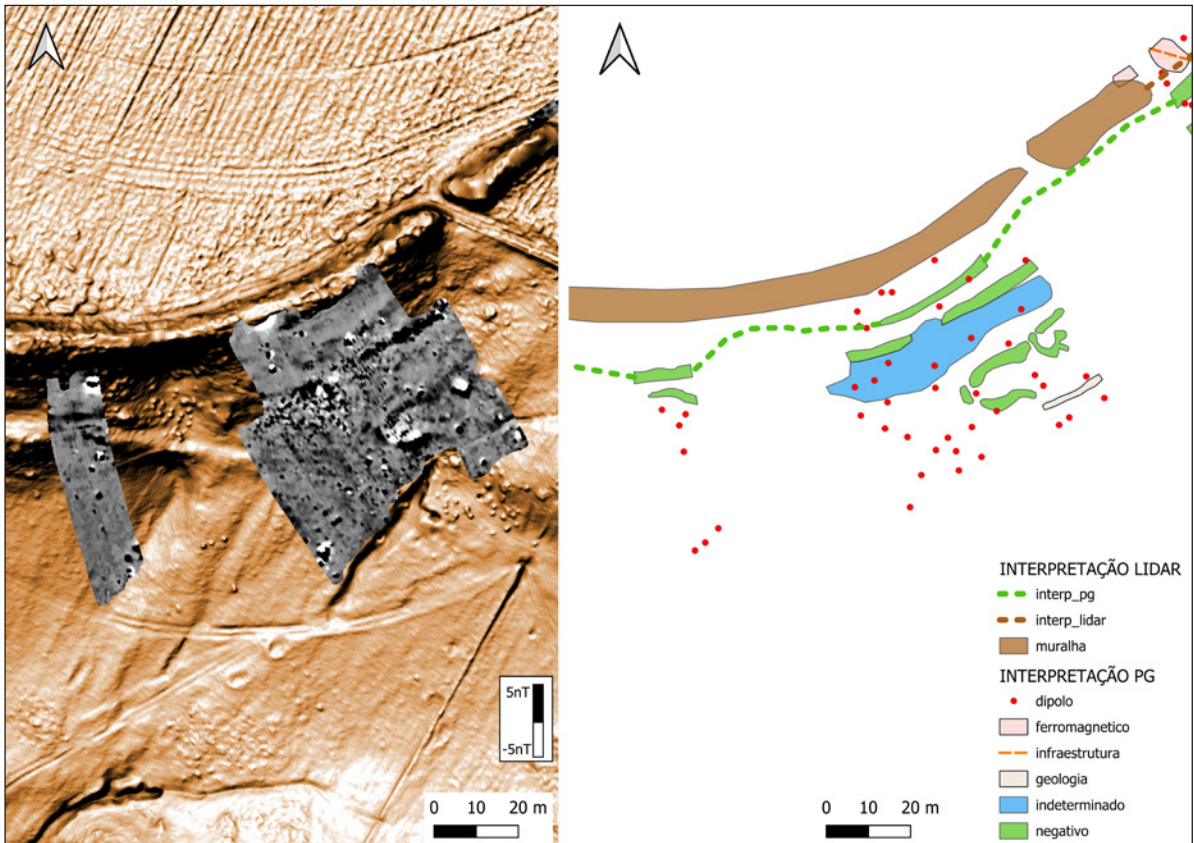 5nT
-5nT
0 10 20 m
INTERPRETAÇÃO LIDAR
interp_pg
interp_lidar
muralha
INTERPRETAÇÃO PG
dipolo
ferromagnetico
infraestrutura
geologia
indeterminado
negativo
0 10 20 m